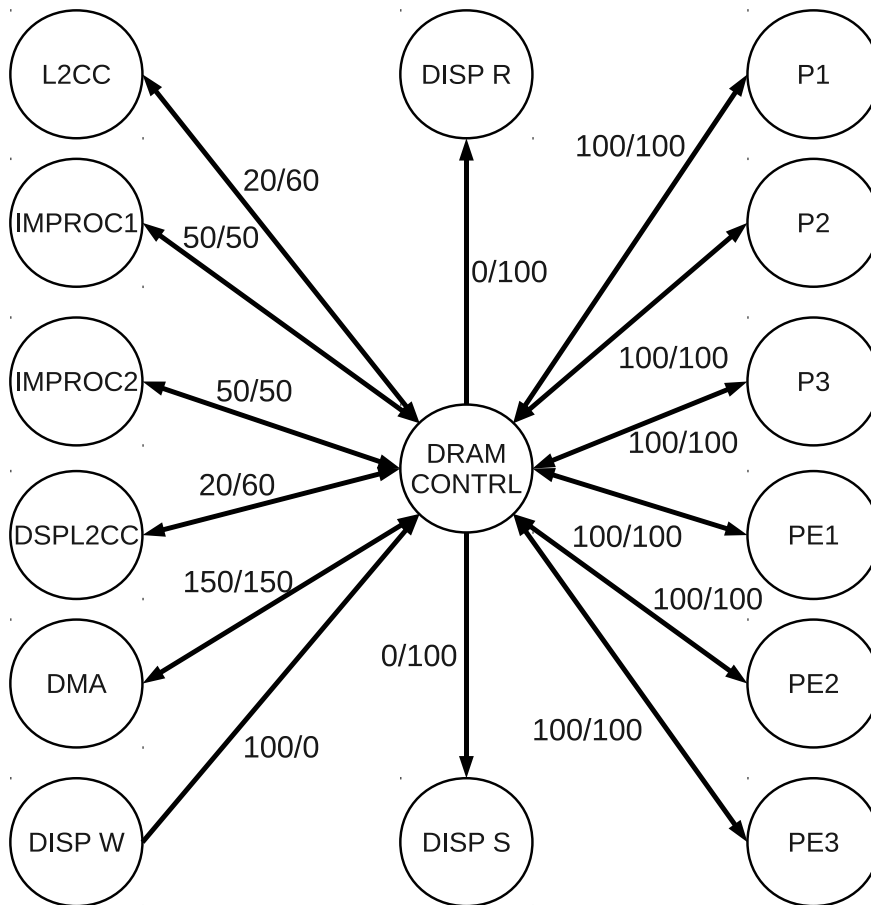 L2CC
DISP R
P1
20/60
100/100
IMPROC1
50/50
P2
0/100
IMPROC2
50/50
100/100
P3
100/100
DRAM
CONTRL
20/60
DSPL2CC
100/100
PE1
150/150
100/100
DMA
0/100
PE2
100/0
100/100
DISP W
DISP S
PE3